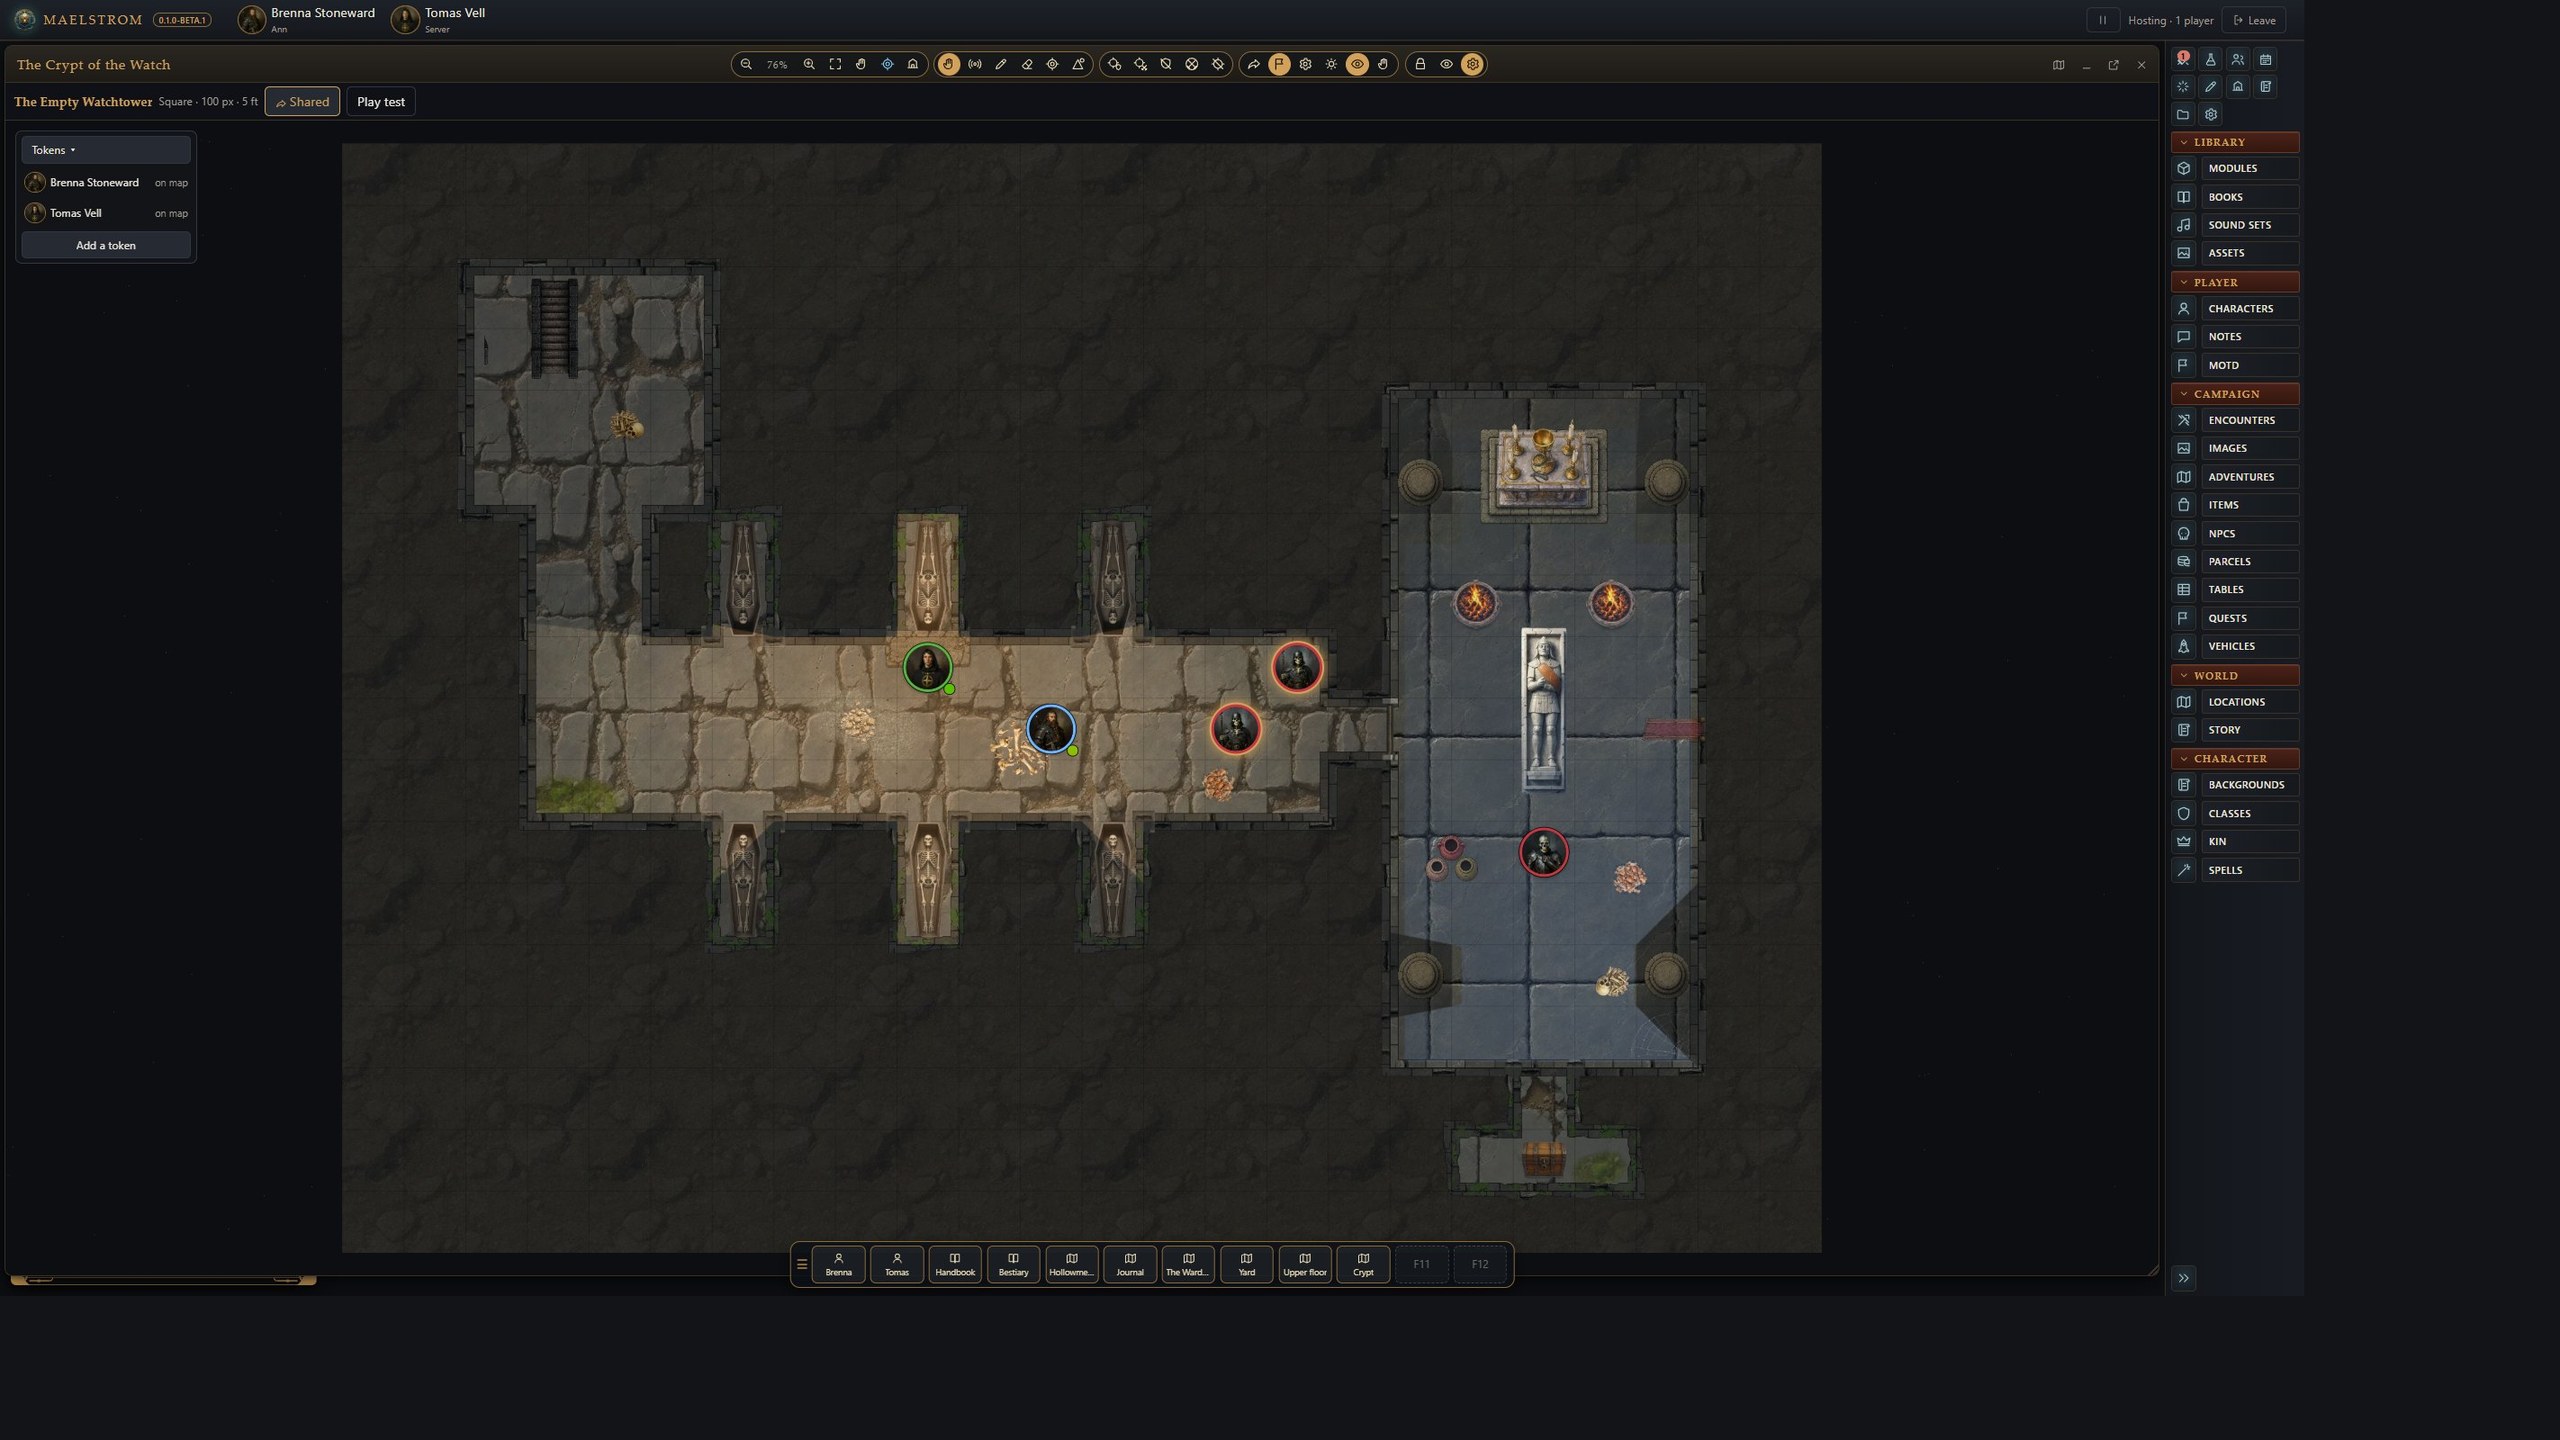 MAELSTROM 0.1.0-BETA.1
Brenna Stoneward
Ann
Tomas Vell
Server
Hosting · 1 player
Leave
The Crypt of the Watch
76%
The Empty Watchtower Square · 100 px · 5 ft Shared Play test
Tokens
Brenna Stoneward on map
Tomas Vell on map
Add a token
1
LIBRARY
MODULES
BOOKS
SOUND SETS
ASSETS
PLAYER
CHARACTERS
NOTES
MOTD
CAMPAIGN
ENCOUNTERS
IMAGES
ADVENTURES
ITEMS
NPCS
PARCELS
TABLES
QUESTS
VEHICLES
WORLD
LOCATIONS
STORY
CHARACTER
BACKGROUNDS
CLASSES
KIN
SPELLS
Brenna
Tomas
Handbook
Bestiary
Hollowme...
Journal
The Ward...
Yard
Upper floor
Crypt
F11
F12